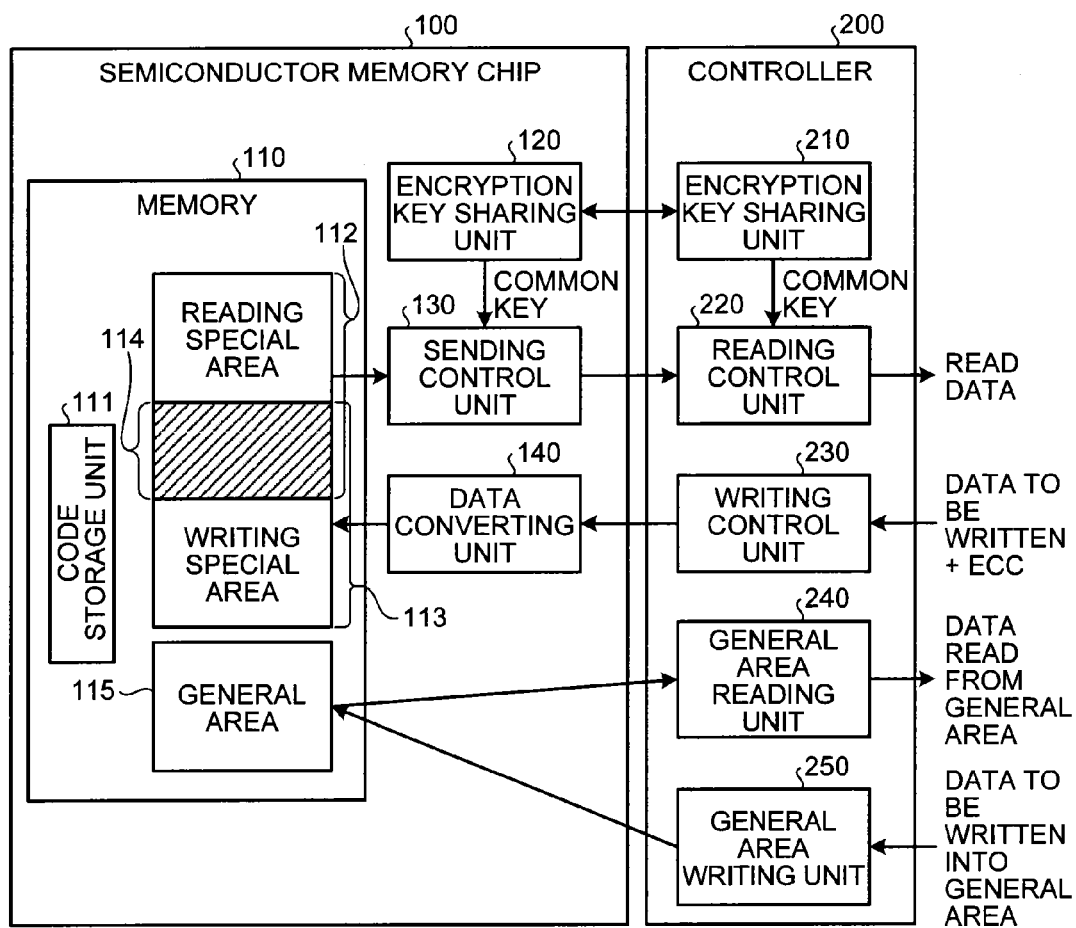 100
SEMICONDUCTOR MEMORY CHIP
200
CONTROLLER
110
MEMORY
120
ENCRYPTION
KEY SHARING
UNIT
210
ENCRYPTION
KEY SHARING
UNIT
112
READING
SPECIAL
AREA
COMMON
KEY
COMMON
KEY
130
SENDING
CONTROL
UNIT
220
READING
CONTROL
UNIT
READ
DATA
114
111
CODE
STORAGE UNIT
140
DATA
CONVERTING
UNIT
230
WRITING
CONTROL
UNIT
DATA TO
BE
WRITTEN
+ ECC
WRITING
SPECIAL
AREA
113
115
GENERAL
AREA
240
GENERAL
AREA
READING
UNIT
DATA
READ
FROM
GENERAL
AREA
250
GENERAL
AREA
WRITING UNIT
DATA TO
BE
WRITTEN
INTO
GENERAL
AREA